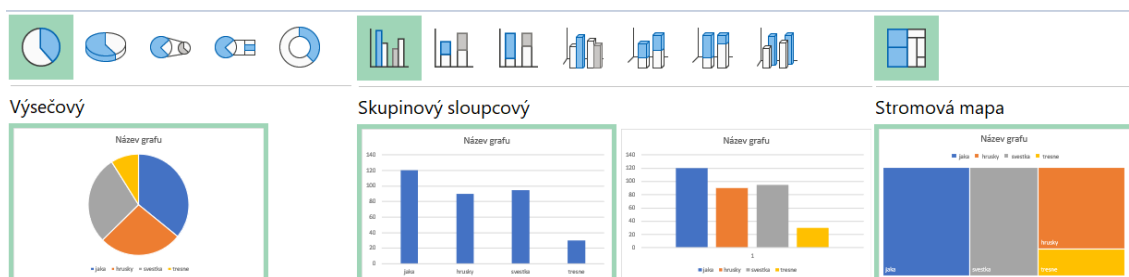 Výsečový
Název grafu
jaka hrusky svestka tresne
Skupinový sloupcový
Název grafu
140
120
100
80
60
40
20
0
jaka hrusky svestka tresne
Název grafu
140
120
100
80
60
40
20
0
1
jaka hrusky svestka tresne
Stromová mapa
Název grafu
jaka hrusky svestka tresne
jaka svestka hrusky tresne